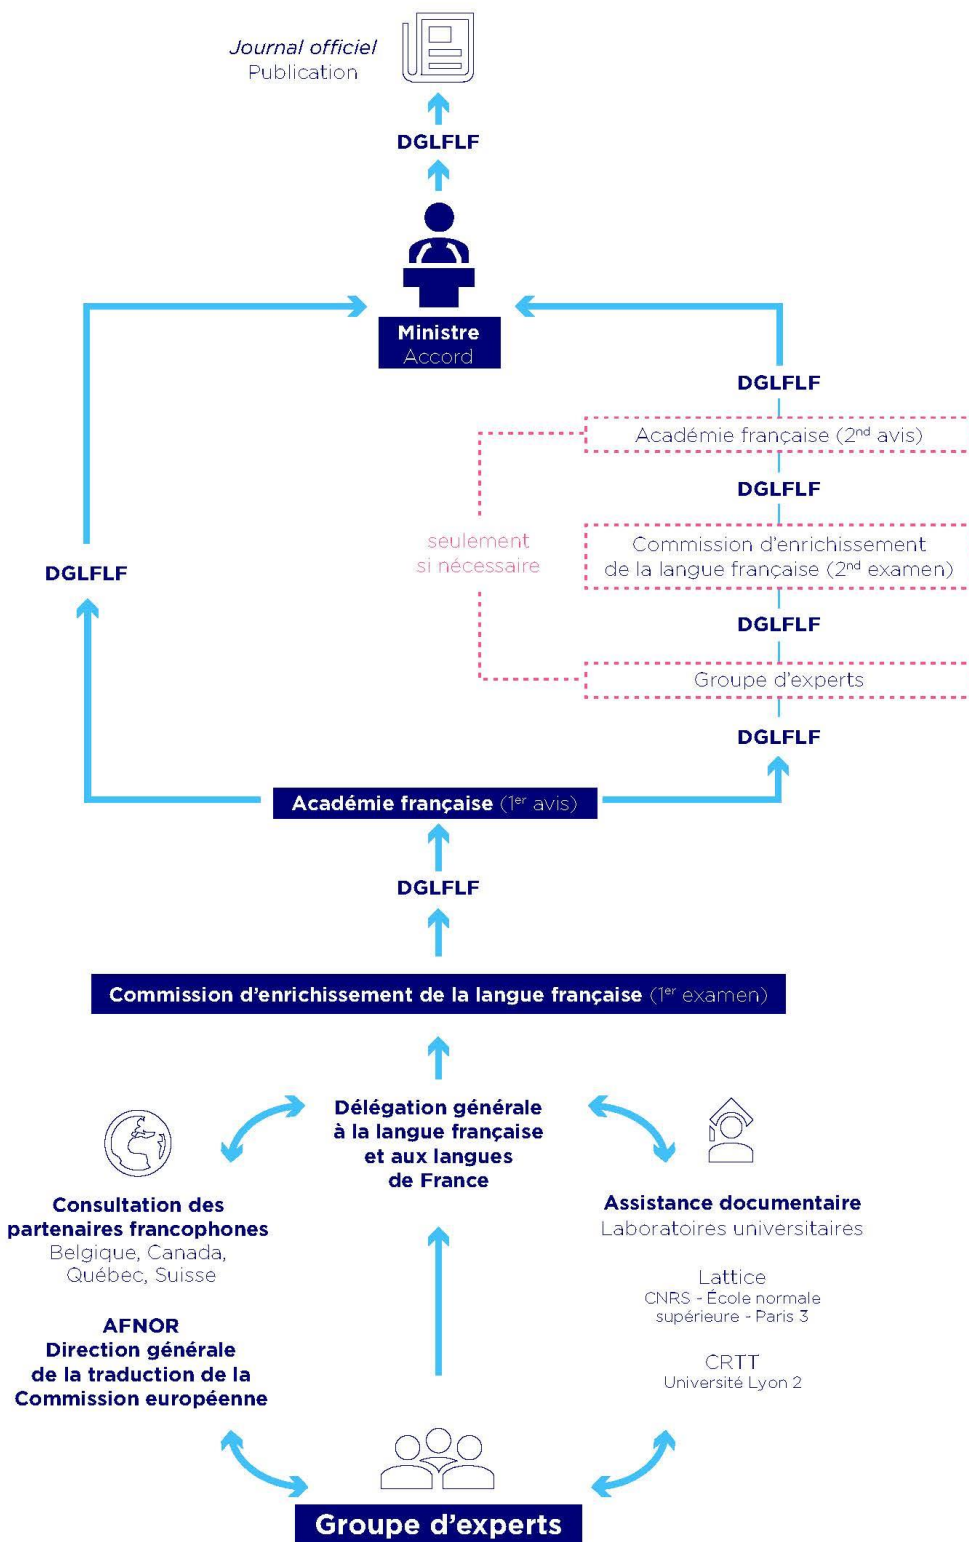 Journal officiel
Publication
DGLFLF
Ministre
Accord
DGLFLF
Académie française (2nd avis)
DGLFLF
seulement
si nécessaire
Commission d'enrichissement
de la langue française (2nd examen)
DGLFLF
DGLFLF
Groupe d'experts
DGLFLF
Académie française (1er avis)
DGLFLF
Commission d'enrichissement de la langue française (1er examen)
Délégation générale
à la langue française
et aux langues
de France
Consultation des
partenaires francophones
Belgique, Canada,
Québec, Suisse
AFNOR
Direction générale
de la traduction de la
Commission européenne
Assistance documentaire
Laboratoires universitaires
Lattice
CNRS - École normale
supérieure - Paris 3
CRTT
Université Lyon 2
Groupe d'experts